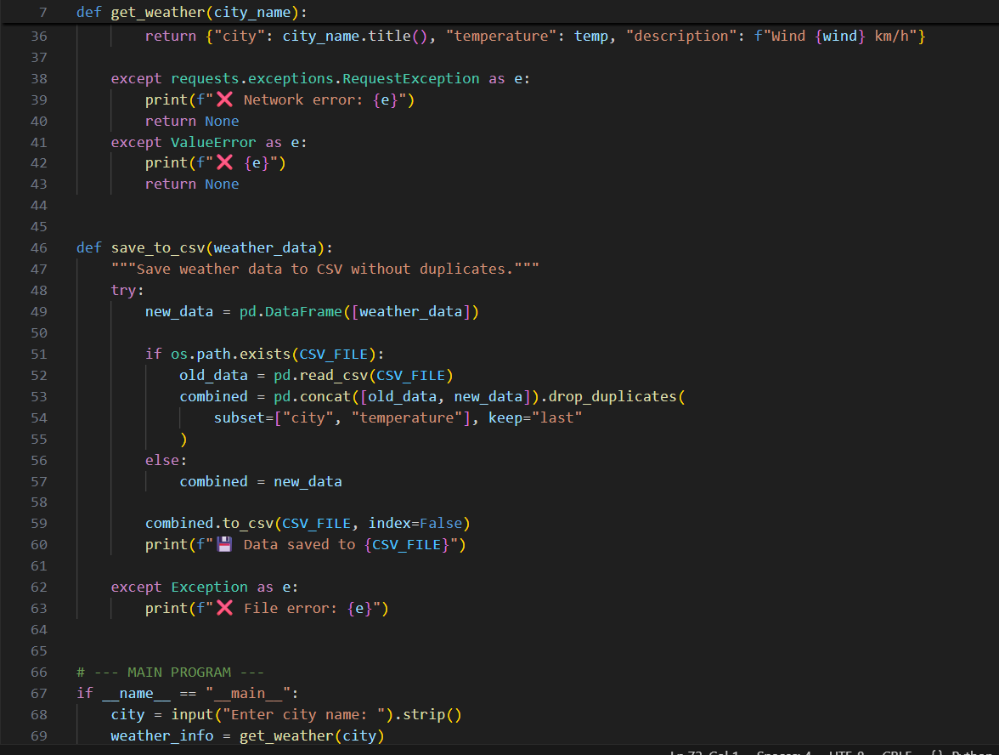 7 def get_weather(city_name):
36 return {"city": city_name.title(), "temperature": temp, "description": f"Wind {wind} km/h"}
37
38 except requests.exceptions.RequestException as e:
39 print(f"❌ Network error: {e}")
40 return None
41 except ValueError as e:
42 print(f"❌ {e}")
43 return None
44
45
46 def save_to_csv(weather_data):
47 """Save weather data to CSV without duplicates."""
48 try:
49 new_data = pd.DataFrame([weather_data])
50
51 if os.path.exists(CSV_FILE):
52 old_data = pd.read_csv(CSV_FILE)
53 combined = pd.concat([old_data, new_data]).drop_duplicates(
54 subset=["city", "temperature"], keep="last"
55 )
56 else:
57 combined = new_data
58
59 combined.to_csv(CSV_FILE, index=False)
60 print(f"💾 Data saved to {CSV_FILE}")
61
62 except Exception as e:
63 print(f"❌ File error: {e}")
64
65
66 # --- MAIN PROGRAM ---
67 if __name__ == "__main__":
68 city = input("Enter city name: ").strip()
69 weather_info = get_weather(city)